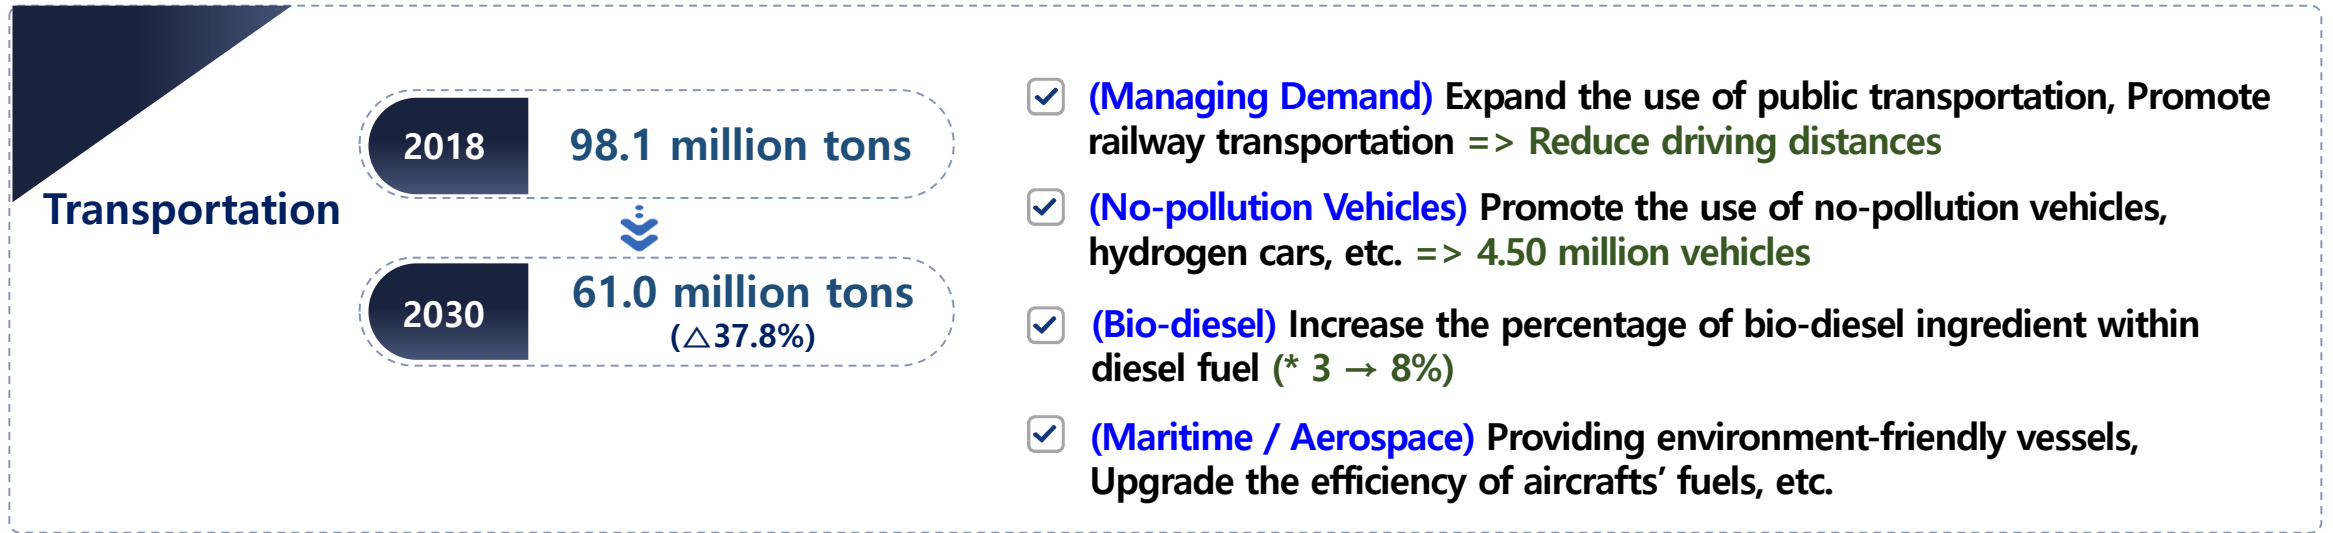 Transportation
2018
98.1 million tons
2030
61.0 million tons
(△37.8%)
(Managing Demand) Expand the use of public transportation, Promote
railway transportation => Reduce driving distances
(No-pollution Vehicles) Promote the use of no-pollution vehicles,
hydrogen cars, etc. => 4.50 million vehicles
(Bio-diesel) Increase the percentage of bio-diesel ingredient within
diesel fuel (* 3 → 8%)
(Maritime / Aerospace) Providing environment-friendly vessels,
Upgrade the efficiency of aircrafts’ fuels, etc.